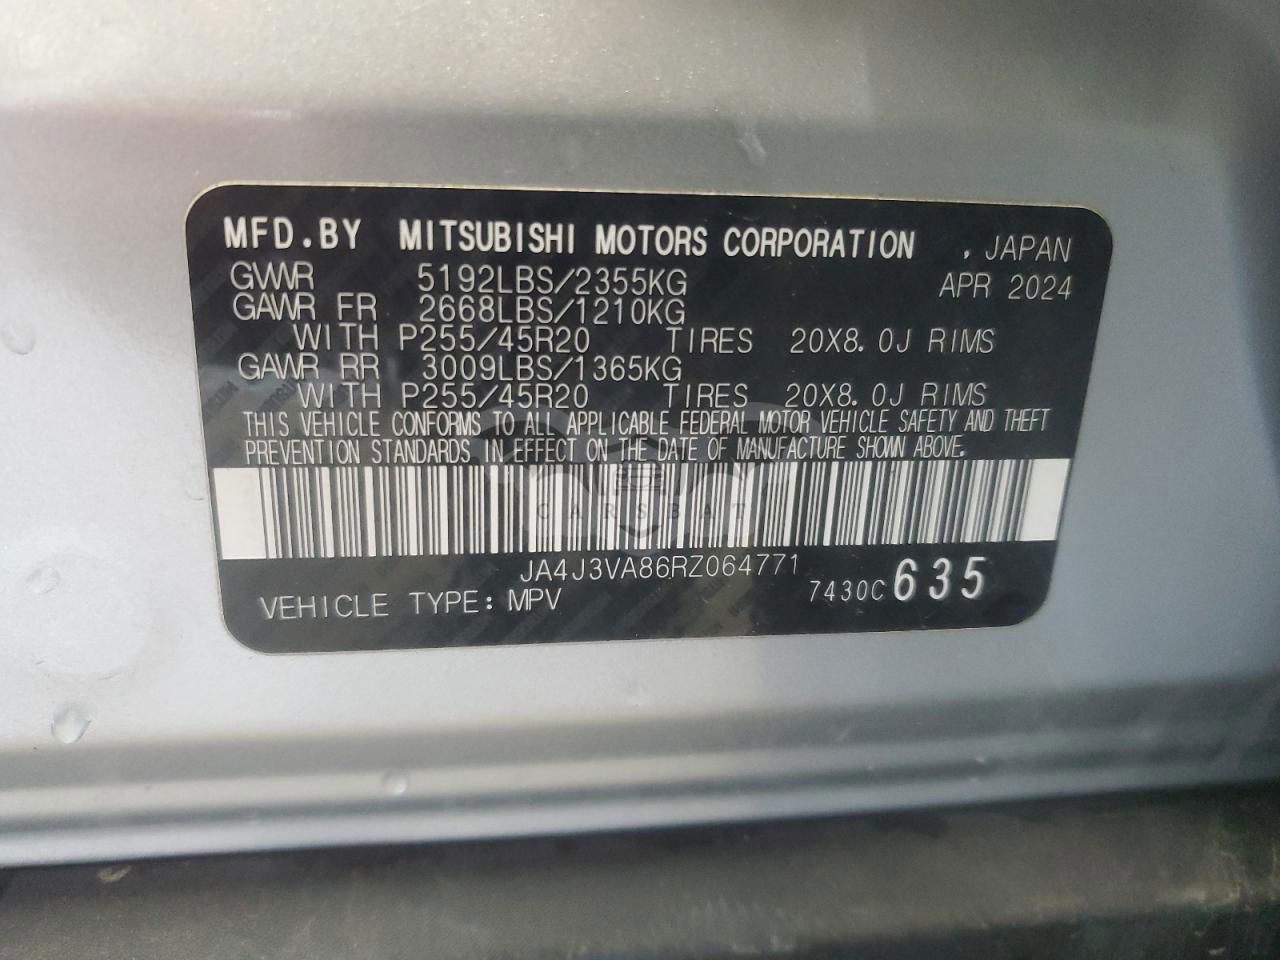 MFD.BY MITSUBISHI MOTORS CORPORATION , JAPAN
GVWR 5192LBS/2355KG APR 2024
GAWR FR 2668LBS/1210KG
WITH P255/45R20 TIRES 20X8.0J RIMS
GAWR RR 3009LBS/1365KG
WITH P255/45R20 TIRES 20X8.0J RIMS
THIS VEHICLE CONFORMS TO ALL APPLICABLE FEDERAL MOTOR VEHICLE SAFETY AND THEFT
PREVENTION STANDARDS IN EFFECT ON THE DATE OF MANUFACTURE SHOWN ABOVE.
CARSBAT
JA4J3VA86RZ064771
VEHICLE TYPE: MPV 7430C 635